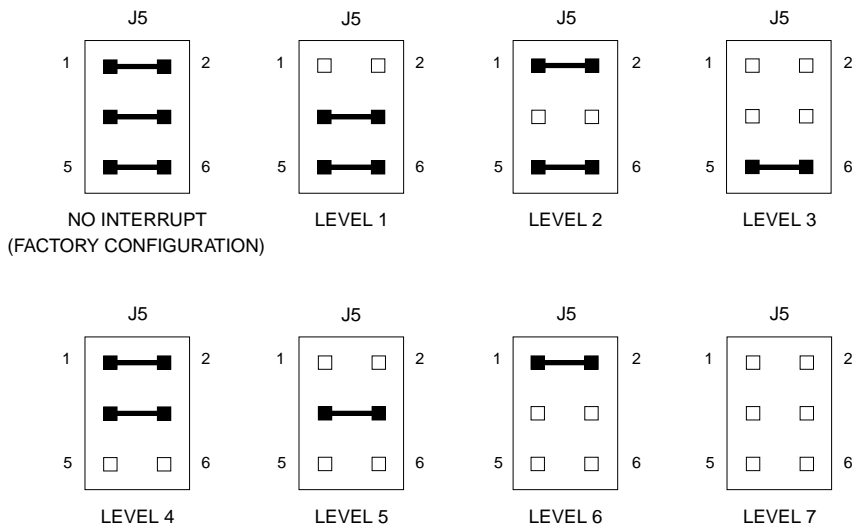 J5 J5 J5 J5
1 2 1 2 1 2 1 2
5 6 5 6 5 6 5 6
NO INTERRUPT
(FACTORY CONFIGURATION)
LEVEL 1 LEVEL 2 LEVEL 3
J5 J5 J5 J5
1 2 1 2 1 2 1 2
5 6 5 6 5 6 5 6
LEVEL 4 LEVEL 5 LEVEL 6 LEVEL 7